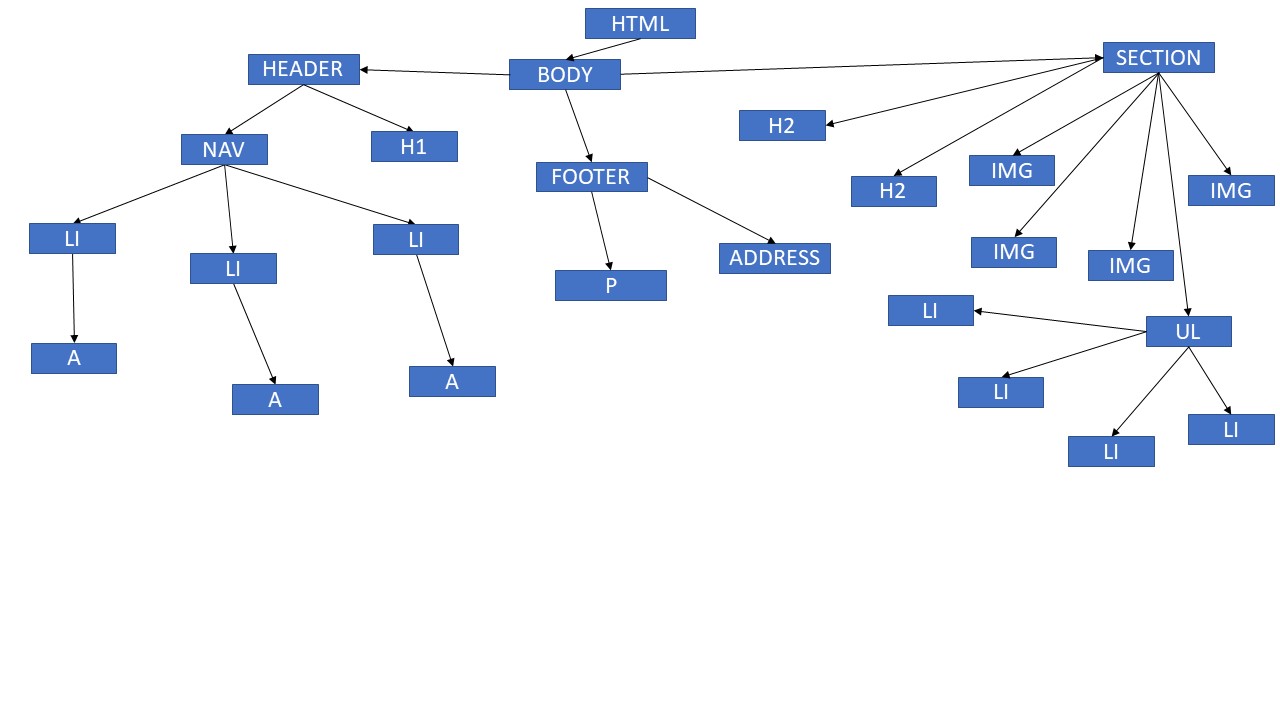 HTML
HEADER
BODY
SECTION
H2
NAV
H1
FOOTER
H2
IMG
IMG
LI
LI
LI
P
ADDRESS
IMG
IMG
LI
UL
A
A
A
LI
LI
LI